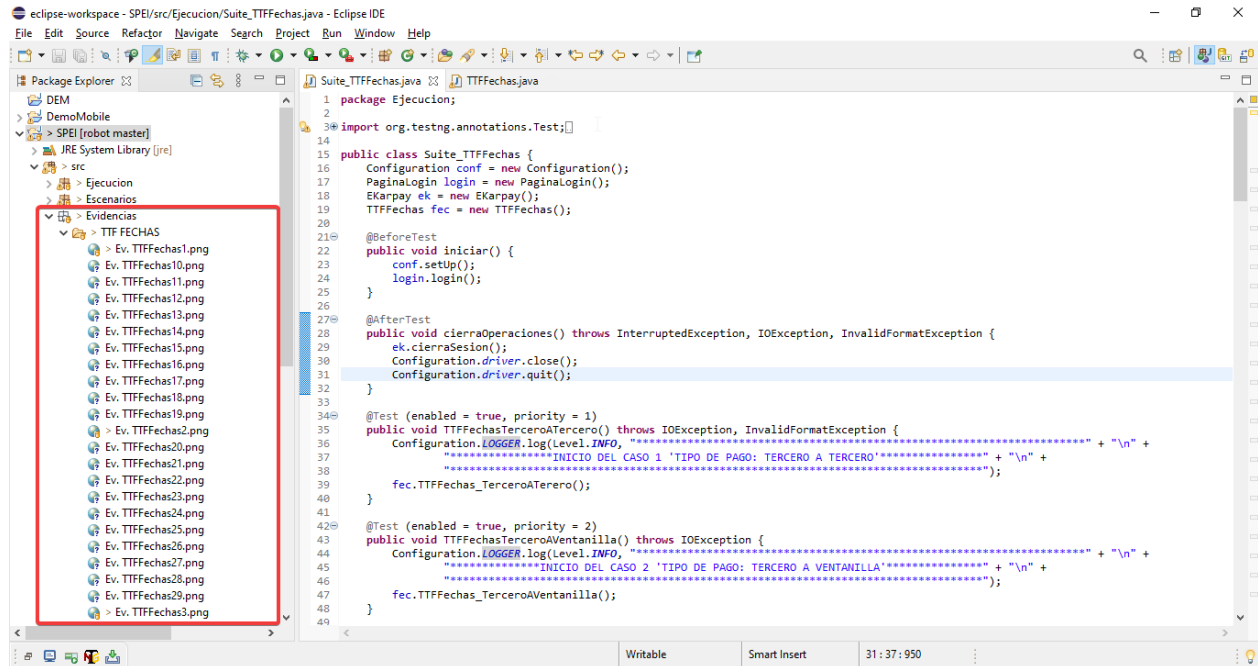 eclipse-workspace - SPEI/src/Ejecucion/Suite_TTFFechas.java - Eclipse IDE
File Edit Source Refactor Navigate Search Project Run Window Help
Package Explorer
DEM
DemoMobile
> SPEI [robot master]
JRE System Library [jre]
> src
> Ejecucion
> Escenarios
> Evidencias
> TTF FECHAS
> Ev. TTFFechas1.png
Ev. TTFFechas10.png
Ev. TTFFechas11.png
Ev. TTFFechas12.png
Ev. TTFFechas13.png
Ev. TTFFechas14.png
Ev. TTFFechas15.png
Ev. TTFFechas16.png
Ev. TTFFechas17.png
Ev. TTFFechas18.png
Ev. TTFFechas19.png
> Ev. TTFFechas2.png
Ev. TTFFechas20.png
Ev. TTFFechas21.png
Ev. TTFFechas22.png
Ev. TTFFechas23.png
Ev. TTFFechas24.png
Ev. TTFFechas25.png
Ev. TTFFechas26.png
Ev. TTFFechas27.png
Ev. TTFFechas28.png
Ev. TTFFechas29.png
> Ev. TTFFechas3.png
Suite_TTFFechas.java TTFFechas.java
1 package Ejecucion;
2
3 import org.testng.annotations.Test;
14
15 public class Suite_TTFFechas {
16 Configuration conf = new Configuration();
17 PaginaLogin login = new PaginaLogin();
18 EKarpay ek = new EKarpay();
19 TTFFechas fec = new TTFFechas();
20
21 @BeforeTest
22 public void iniciar() {
23 conf.setUp();
24 login.login();
25 }
26
27 @AfterTest
28 public void cierraOperaciones() throws InterruptedException, IOException, InvalidFormatException {
29 ek.cierraSesion();
30 Configuration.driver.close();
31 Configuration.driver.quit();
32 }
33
34 @Test (enabled = true, priority = 1)
35 public void TTFFechasTerceroATercero() throws IOException, InvalidFormatException {
36 Configuration.LOGGER.log(Level.INFO, "***********************************************************************" + "\n" +
37 "****************INICIO DEL CASO 1 'TIPO DE PAGO: TERCERO A TERCERO'****************" + "\n" +
38 "************************************************************************************");
39 fec.TTFFechas_TerceroATerero();
40 }
41
42 @Test (enabled = true, priority = 2)
43 public void TTFFechasTerceroAVentanilla() throws IOException {
44 Configuration.LOGGER.log(Level.INFO, "***********************************************************************" + "\n" +
45 "**************INICIO DEL CASO 2 'TIPO DE PAGO: TERCERO A VENTANILLA'***************" + "\n" +
46 "************************************************************************************");
47 fec.TTFFechas_TerceroAVentanilla();
48 }
49
Writable Smart Insert 31 : 37 : 950